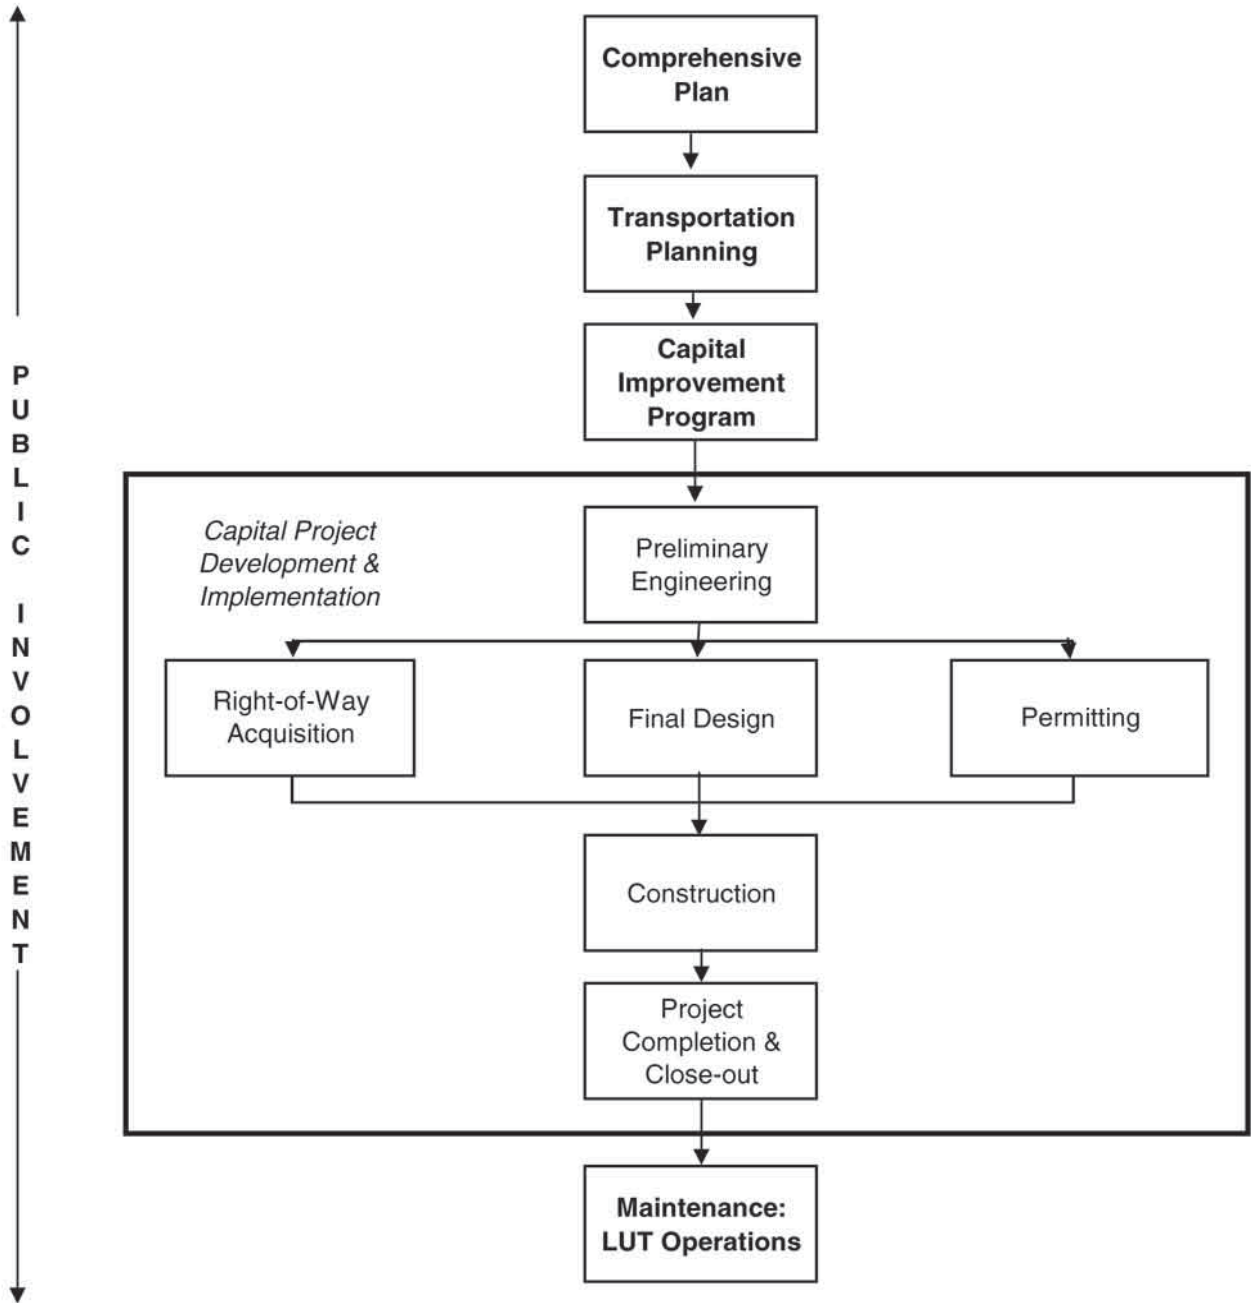 Comprehensive
Plan
Transportation
Planning
Capital
Improvement
Program
PUBLIC INVOLVEMENT
Capital Project
Development &
Implementation
Preliminary
Engineering
Right-of-Way
Acquisition
Final Design
Permitting
Construction
Project
Completion &
Close-out
Maintenance:
LUT Operations